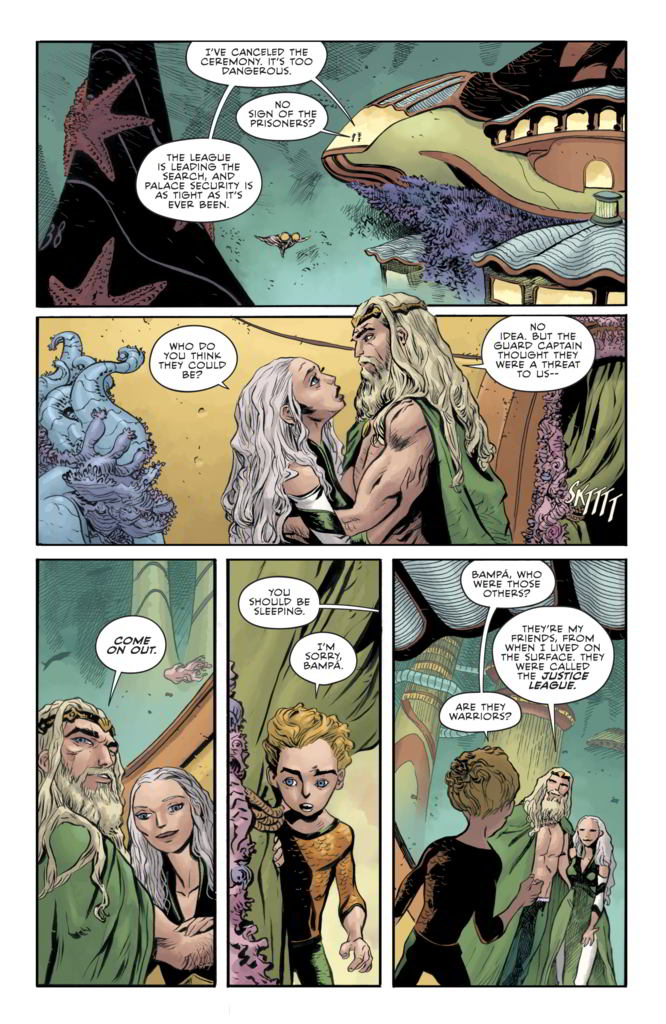 I'VE CANCELED THE
CEREMONY. IT'S TOO
DANGEROUS.
NO
SIGN OF THE
PRISONERS?
THE LEAGUE
IS LEADING THE
SEARCH, AND
PALACE SECURITY IS
AS TIGHT AS IT'S
EVER BEEN.
WHO DO
YOU THINK
THEY COULD
BE?
NO
IDEA. BUT THE
GUARD CAPTAIN
THOUGHT THEY
WERE A THREAT
TO US--
SKTTTT
COME
ON OUT.
YOU
SHOULD BE
SLEEPING.
I'M
SORRY,
BAMPÁ.
BAMPÁ, WHO
WERE THOSE
OTHERS?
THEY'RE MY
FRIENDS, FROM
WHEN I LIVED ON
THE SURFACE. THEY
WERE CALLED
THE JUSTICE
LEAGUE.
ARE THEY
WARRIORS?